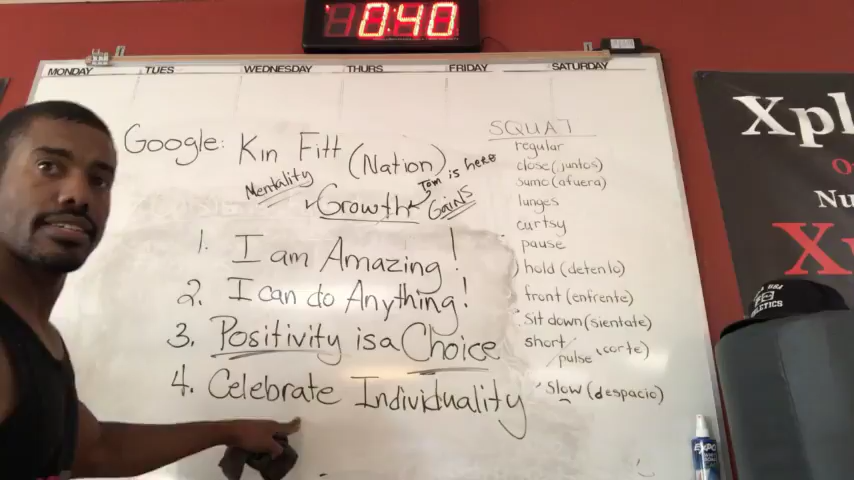 0:40
MONDAY TUES WEDNESDAY THURS FRIDAY SATURDAY
Google: Kin Fitt (Nation)
Mentality Growth Gains
Tom is here
1. I am Amazing!
2. I can do Anything!
3. Positivity is a Choice
4. Celebrate Individuality
SQUAT
regular
close (juntos)
sumo (afuera)
lunges
curtsy
pause
hold (detenlo)
front (enfrente)
sit down (sientate)
short
pulse (corte)
slow (despacio)
Xpl
Nu
X
USA
EXPO